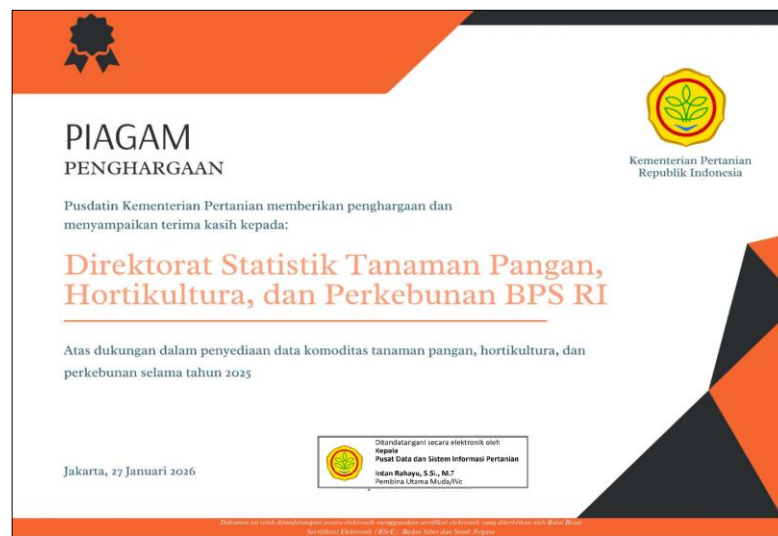 PIAGAM
PENGHARGAAN
Kementerian Pertanian
Republik Indonesia
Pusdatin Kementerian Pertanian memberikan penghargaan dan
menyampaikan terima kasih kepada:
Direktorat Statistik Tanaman Pangan,
Hortikultura, dan Perkebunan BPS RI
Atas dukungan dalam penyediaan data komoditas tanaman pangan, hortikultura, dan
perkebunan selama tahun 2025
Jakarta, 27 Januari 2026
Ditandatangani secara elektronik oleh
Kepala
Pusat Data dan Sistem Informasi Pertanian
Intan Rahayu, S.Si., M.T
Pembina Utama Muda/IVc
Dokumen ini telah ditandatangani secara elektronik menggunakan sertifikat elektronik yang diterbitkan oleh Balai Besar
Sertifikasi Elektronik (BSrE), Badan Siber dan Sandi Negara